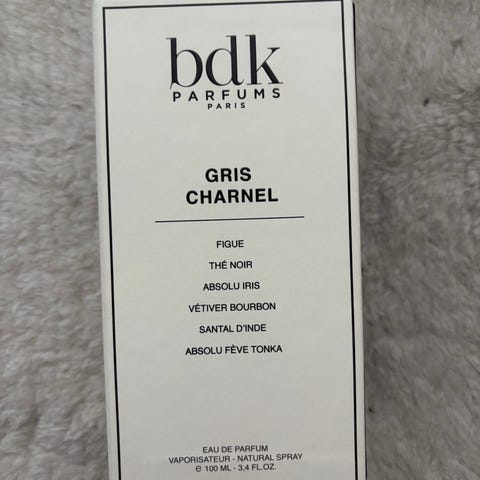 bdk
PARFUMS
PARIS
GRIS
CHARNEL
FIGUE
THÉ NOIR
ABSOLU IRIS
VÉTIVER BOURBON
SANTAL D'INDE
ABSOLU FÈVE TONKA
EAU DE PARFUM
VAPORISATEUR - NATURAL SPRAY
℮ 100 ML - 3,4 FL.OZ.